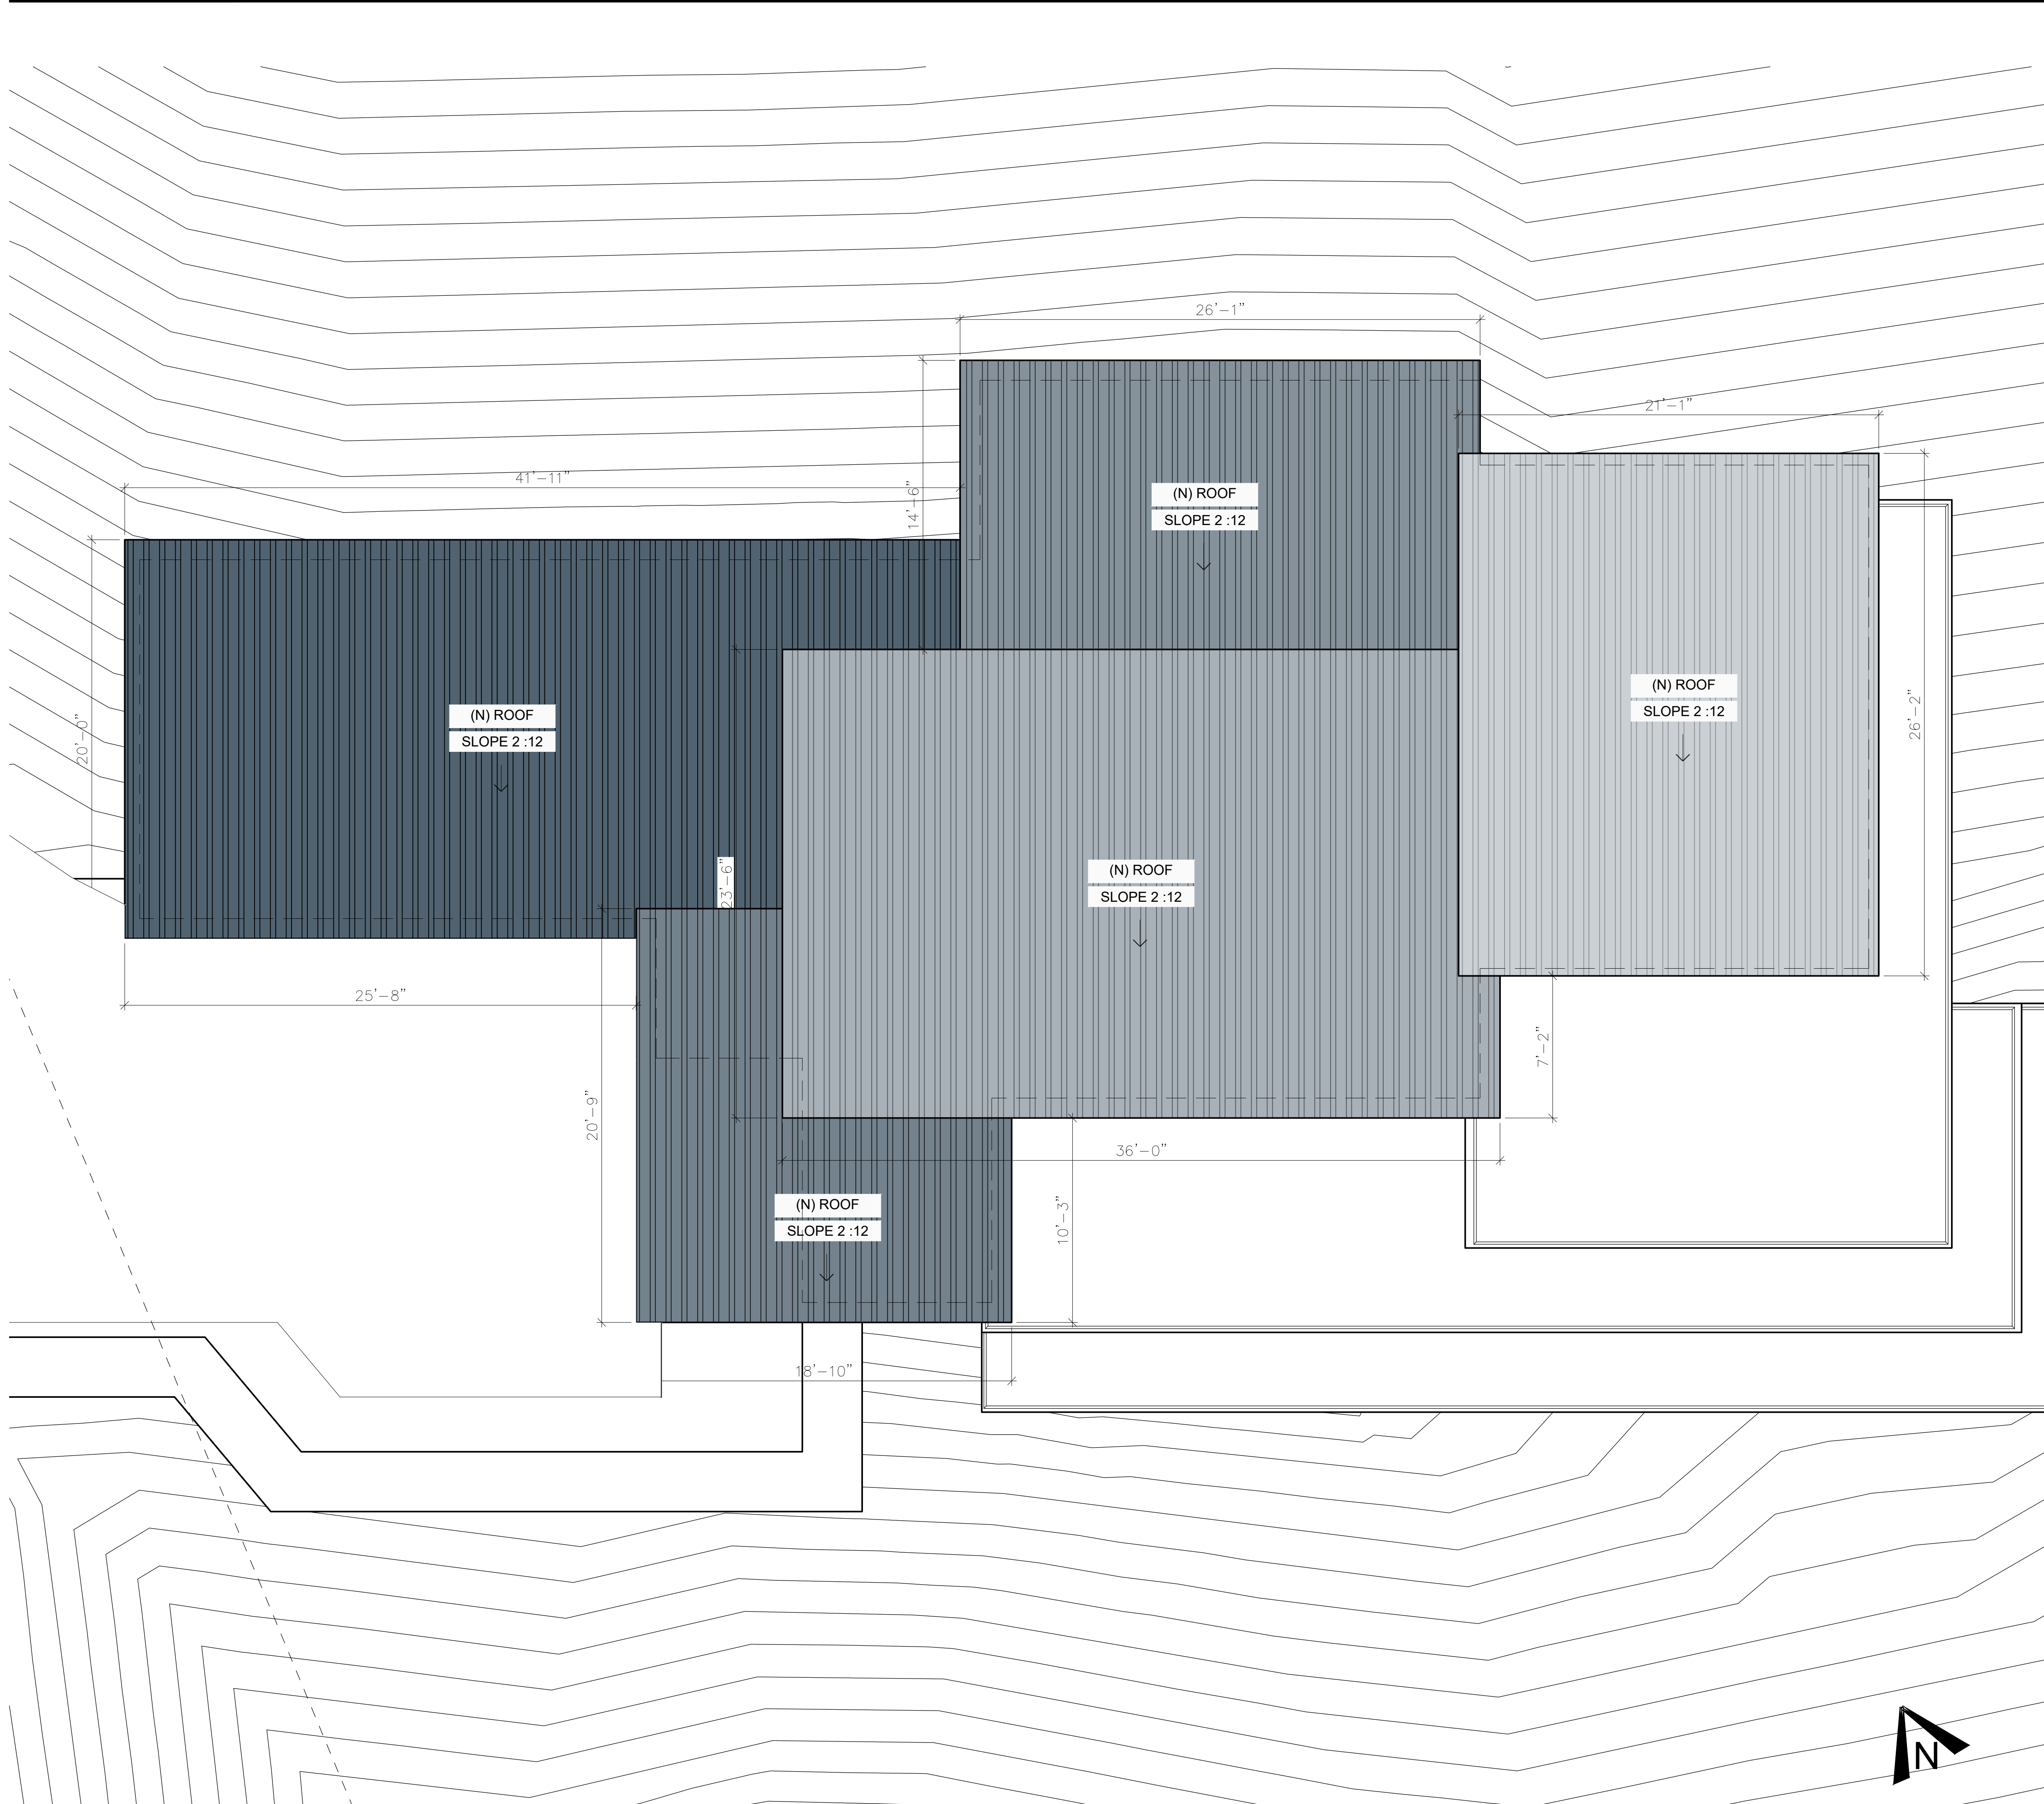 26'-1"
21'-1"
41'-11"
14'-6"
(N) ROOF
SLOPE 2 :12
(N) ROOF
SLOPE 2 :12
26'-2"
(N) ROOF
SLOPE 2 :12
20'-0"
23'-6"
(N) ROOF
SLOPE 2 :12
25'-8"
7'-2"
20'-9"
36'-0"
(N) ROOF
SLOPE 2 :12
10'-3"
18'-10"
N